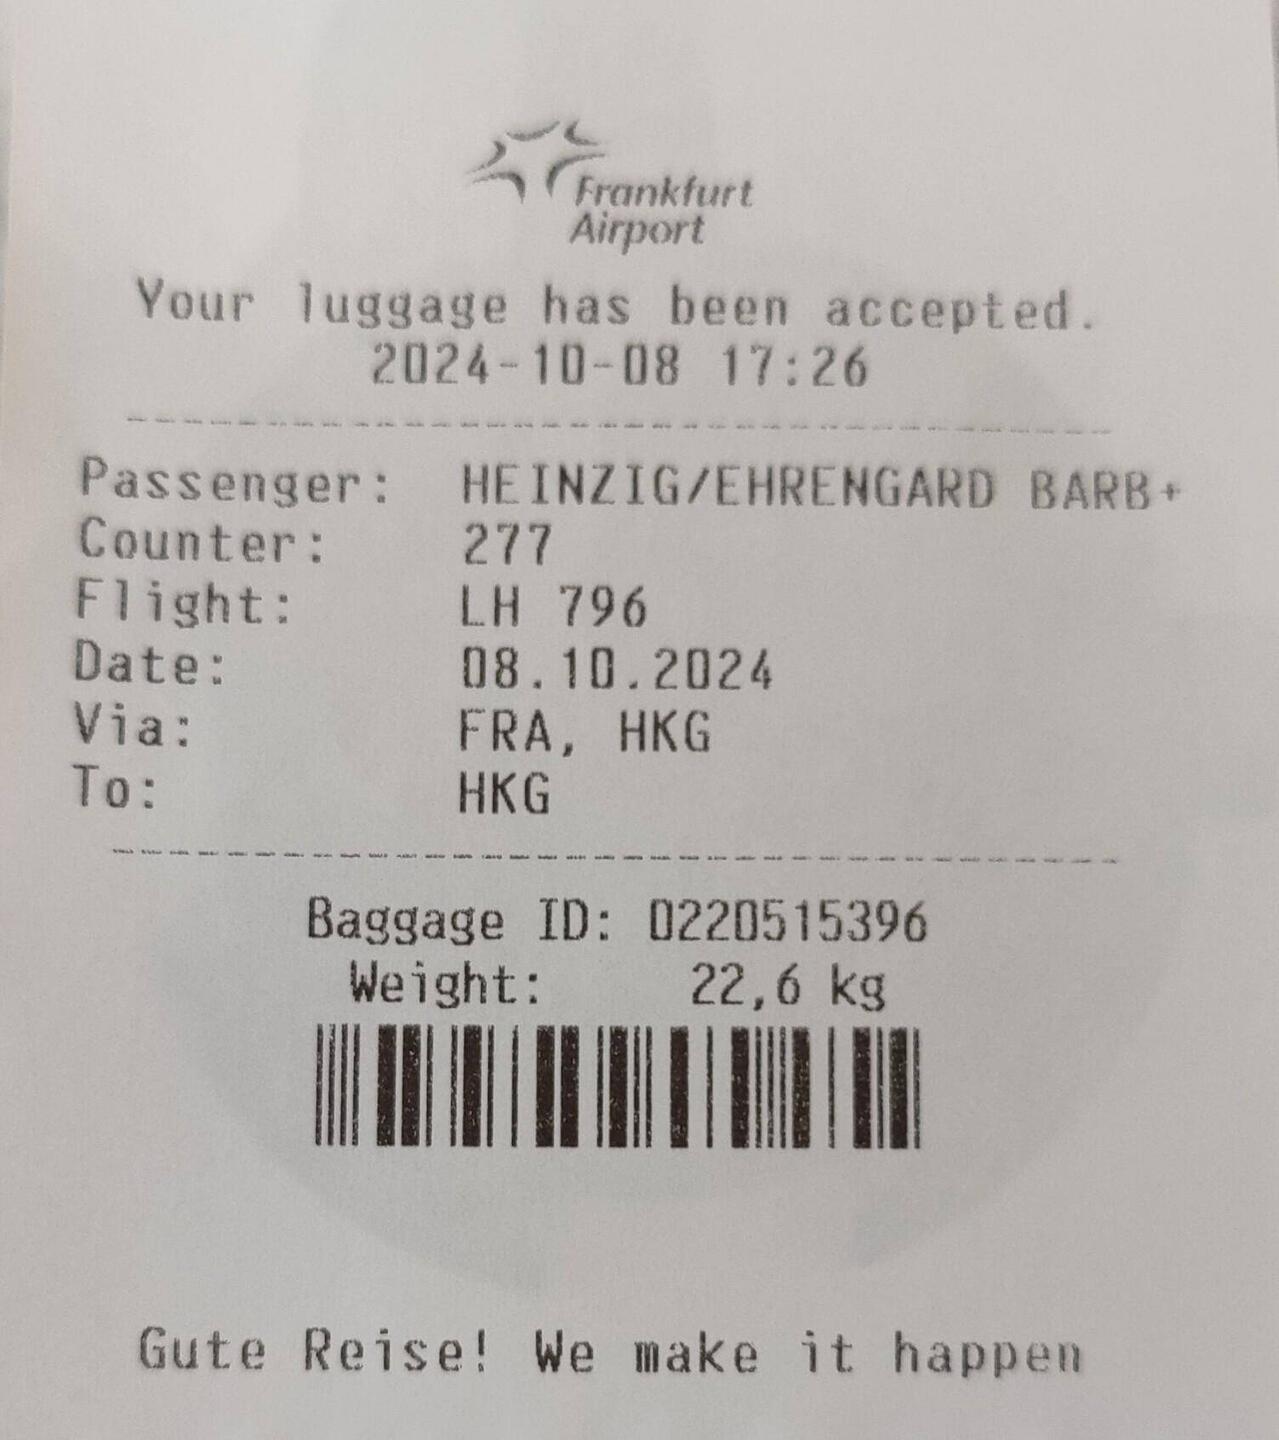 Frankfurt
Airport
Your luggage has been accepted.
2024-10-08 17:26
Passenger: HEINZIG/EHRENGARD BARB+
Counter: 277
Flight: LH 796
Date: 08.10.2024
Via: FRA, HKG
To: HKG
Baggage ID: 0220515396
Weight: 22,6 kg
Gute Reise! We make it happen